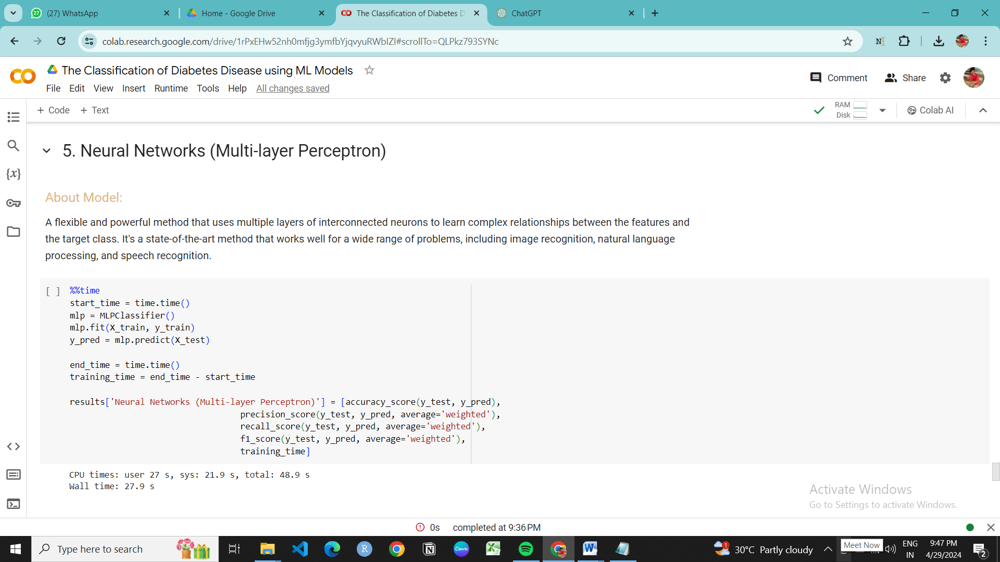 (27) WhatsApp
Home - Google Drive
The Classification of Diabetes D
ChatGPT
colab.research.google.com/drive/1rPxEHw52nh0mfjg3ymfbYjqvyuRWbIZI#scrollTo=QLPkz793SYNc
The Classification of Diabetes Disease using ML Models
Comment
Share
File Edit View Insert Runtime Tools Help All changes saved
+ Code + Text
RAM
Disk
Colab AI
5. Neural Networks (Multi-layer Perceptron)
About Model:
A flexible and powerful method that uses multiple layers of interconnected neurons to learn complex relationships between the features and
the target class. It's a state-of-the-art method that works well for a wide range of problems, including image recognition, natural language
processing, and speech recognition.
[ ] %%time
start_time = time.time()
mlp = MLPClassifier()
mlp.fit(X_train, y_train)
y_pred = mlp.predict(X_test)
end_time = time.time()
training_time = end_time - start_time
results['Neural Networks (Multi-layer Perceptron)'] = [accuracy_score(y_test, y_pred),
precision_score(y_test, y_pred, average='weighted'),
recall_score(y_test, y_pred, average='weighted'),
f1_score(y_test, y_pred, average='weighted'),
training_time]
CPU times: user 27 s, sys: 21.9 s, total: 48.9 s
Wall time: 27.9 s
Activate Windows
Go to Settings to activate Windows.
0s completed at 9:36 PM
Type here to search
30°C Partly cloudy
Meet Now
ENG
IN
9:47 PM
4/29/2024
2